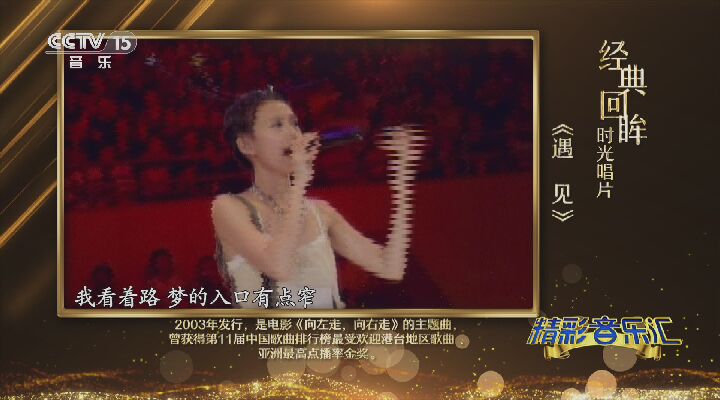 CCTV 15
音乐
经典回眸
时光唱片
《遇见》
我看着路 梦的入口有点窄
2003年发行，是电影《向左走，向右走》的主题曲，
曾获得第11届中国歌曲排行榜最受欢迎港台地区歌曲，
亚洲最高点播率金奖。
精彩音乐汇